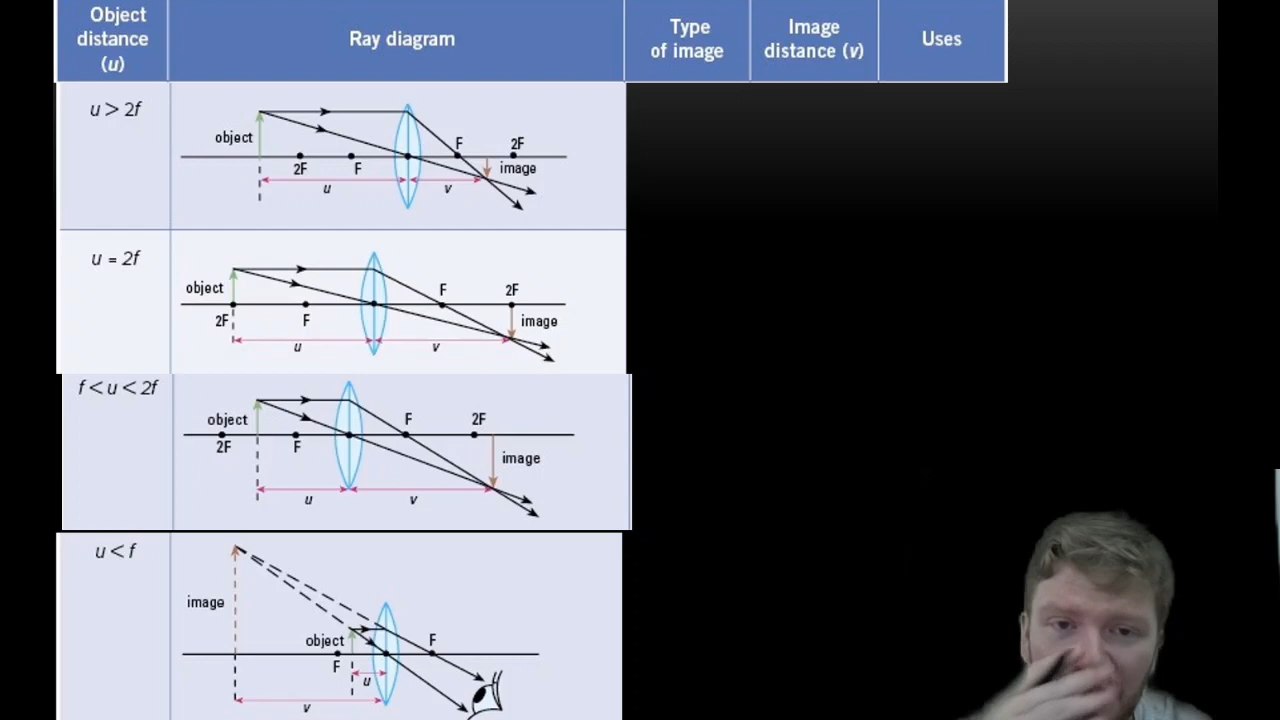 Object
distance
(u)
Ray diagram
Type
of image
Image
distance (v)
Uses
u > 2f
object
2F
F
F
2F
image
u
v
u = 2f
object
2F
F
F
2F
image
u
v
f < u < 2f
object
2F
F
F
2F
image
u
v
u < f
image
object
F
F
u
v